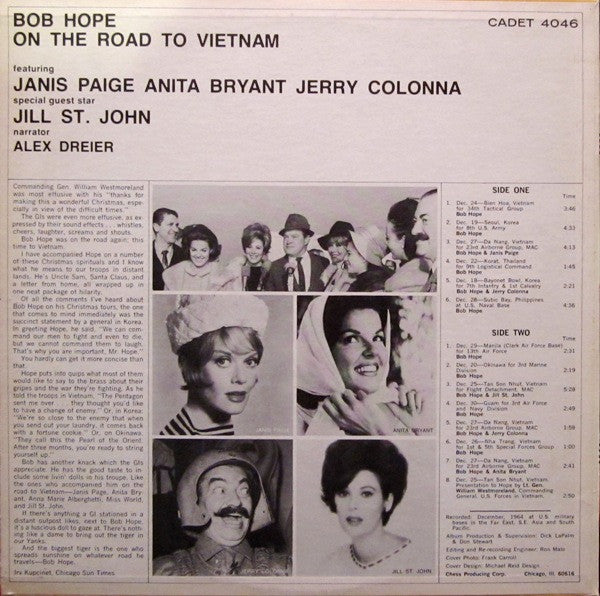 BOB HOPE
ON THE ROAD TO VIETNAM
CADET 4046
featuring
JANIS PAIGE ANITA BRYANT JERRY COLONNA
special guest star
JILL ST. JOHN
narrator
ALEX DREIER
Commanding Gen. William Westmoreland
was most effusive with his "thanks for
making this a wonderful Christmas, espe-
cially in view of the difficult times."
The GIs were even more effusive, as ex-
pressed by their sound effects . . . whistles,
cheers, laughter, screams and shouts.
Bob Hope was on the road again; this
time to Vietnam.
I have accompanied Hope on a number
of these Christmas spirituals and I know
what he means to our troops in distant
lands. He's Uncle Sam, Santa Claus, and
a letter from home, all wrapped up in
the neat package of hilarity.
Of all the comments I've heard about
Bob Hope on his Christmas tours, the one
that comes to mind immediately was the
succinct statement by a general in Korea.
In greeting Hope, he said, "We can com-
mand our men to fight and even to die,
but we cannot command them to laugh.
That's why you are important, Mr. Hope."
You hardly can get it more concise than
that.
Hope puts into quips what most of them
would like to say to the brass about their
gripes and the war they're fighting. As he
told the troops in Vietnam, "The Pentagon
sent me over . . . they thought you'd like
to have a change of enemy." Or, in Korea:
"We're so close to the enemy that when
you send out your laundry, it comes back
with a fortune cookie." Or, on Okinawa:
"They call this the Pearl of the Orient.
After three months, you're ready to string
yourself up."
Bob has another knack which the GIs
appreciate. He has the good taste to in-
clude some livin' dolls in his troupe. Like
the ones who accompanied him on the
road to Vietnam—Janis Paige, Anita Bry-
ant, Anna Maria Alberghetti, Miss World
and Jill St. John.
If there's anything a GI stationed in a
distant outpost likes, next to Bob Hope,
it's a luscious doll to gaze at. There's noth-
ing like a dame to bring out the tiger in
our Yanks.
And the biggest tiger is the one who
spreads sunshine on whatever road he
travels—Bob Hope.
Irv Kupcinet, Chicago Sun Times
JANIS PAIGE
ANITA BRYANT
JERRY COLONNA
JILL ST. JOHN
SIDE ONE
Time
1. Dec. 24—Bien Hoa, Vietnam
for 34th Tactical Group 3:46
Bob Hope
2. Dec. 19—Seoul, Korea
for 8th U.S. Army 4:33
Bob Hope
3. Dec. 27—Da Nang, Vietnam
for 23rd Artillery Group, MAC 4:13
Bob Hope & Janis Paige
4. Dec. 22—Korat, Thailand
for 9th Logistical Command 1:45
Bob Hope
5. Dec. 18—Bayonet Bowl, Korea
for 7th Infantry & 1st Calvalry 2:21
Bob Hope & Jerry Colonna
6. Dec. 28—Subic Bay, Philippines
at U.S. Naval Base 4:36
Bob Hope
SIDE TWO
Time
1. Dec. 29—Manila (Clerk Air Force Base)
for 13th Air Force 2:31
Bob Hope
2. Dec. 20—Okinawa for 3rd Marine
Division 2:19
Bob Hope
3. Dec. 25—Tan Son Nhut, Vietnam
for Flight Detachment, MAC 5:28
Bob Hope & Jill St. John
4. Dec. 30—Guam for 3rd Air Force
and Navy Division 2:49
Bob Hope
5. Dec. 27—Da Nang, Vietnam
for 23rd Airborne Group, MAC 1:59
Bob Hope & Jerry Colonna
6. Dec. 26—Nha Trang, Vietnam
for 1st & 5th Special Forces Group 1:00
Bob Hope
7. Dec. 27—Da Nang, Vietnam
for 23rd Airborne Group, MAC 2:41
Bob Hope & Anita Bryant
8. Dec. 25—Tan Son Nhut, Vietnam
Presentation to Hope by Lt. Gen.
William Westmoreland, Commanding
General, U.S. Forces in Vietnam. 2:50
Recorded: December, 1964 at U.S. military
bases in the Far East, S.E. Asia and South
Pacific.
Album Production & Supervision: Dick LaPalm
& Don Stewart
Editing and Re-recording Engineer: Ron Malo
Cover Photo: Frank Carroll
Cover Design: Michael Reid Design
Chess Producing Corp. Chicago, Ill. 60616